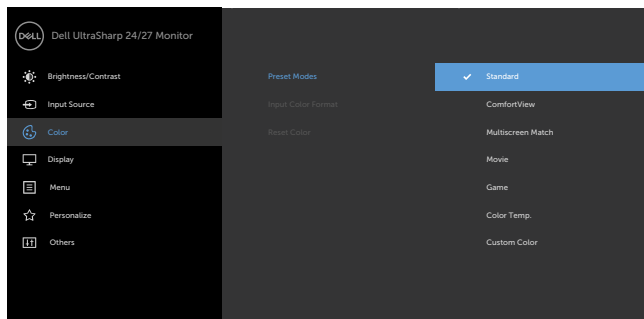 DELL Dell UltraSharp 24/27 Monitor
Brightness/Contrast Preset Modes Standard
Input Source Input Color Format ComfortView
Color Reset Color Multiscreen Match
Display Movie
Menu Game
Personalize Color Temp.
Others Custom Color